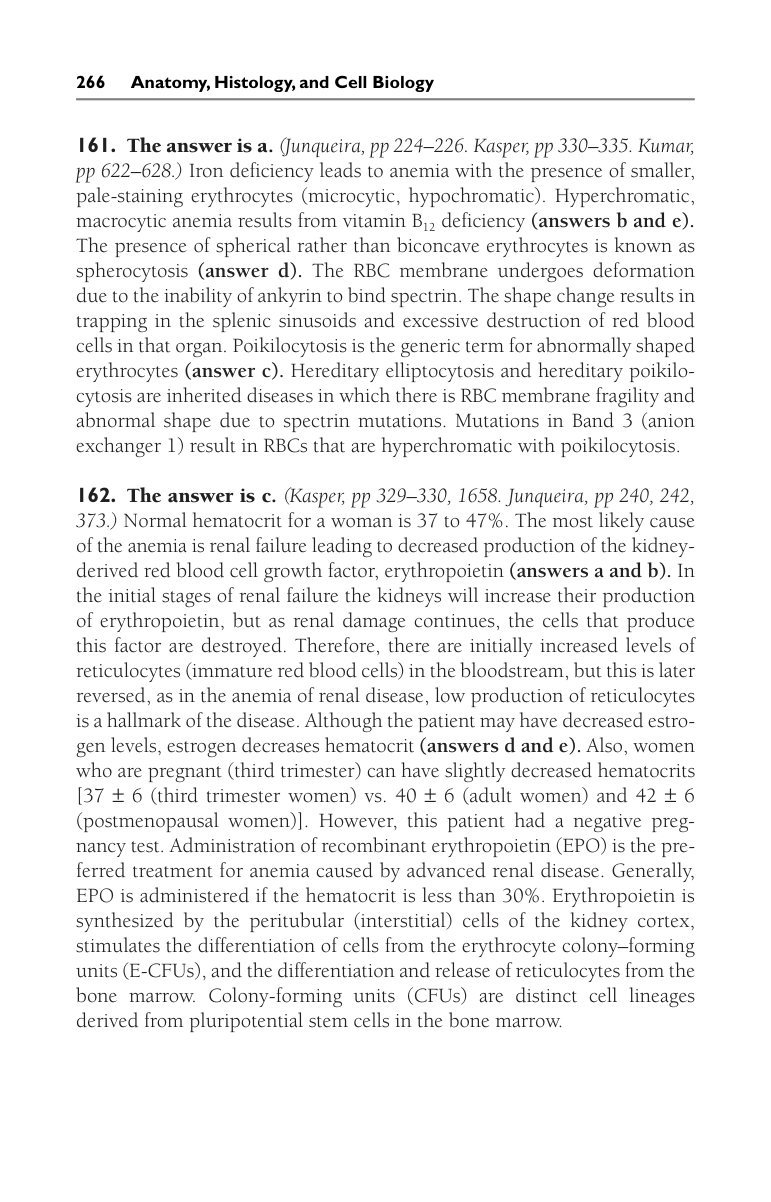 266 Anatomy, Histology, and Cell Biology
161. The answer is a. (Junqueira, pp 224–226. Kasper, pp 330–335. Kumar,
pp 622–628.) Iron deficiency leads to anemia with the presence of smaller,
pale-staining erythrocytes (microcytic, hypochromatic). Hyperchromatic,
macrocytic anemia results from vitamin B12 deficiency (answers b and e).
The presence of spherical rather than biconcave erythrocytes is known as
spherocytosis (answer d). The RBC membrane undergoes deformation
due to the inability of ankyrin to bind spectrin. The shape change results in
trapping in the splenic sinusoids and excessive destruction of red blood
cells in that organ. Poikilocytosis is the generic term for abnormally shaped
erythrocytes (answer c). Hereditary elliptocytosis and hereditary poikilo-
cytosis are inherited diseases in which there is RBC membrane fragility and
abnormal shape due to spectrin mutations. Mutations in Band 3 (anion
exchanger 1) result in RBCs that are hyperchromatic with poikilocytosis.
162. The answer is c. (Kasper, pp 329–330, 1658. Junqueira, pp 240, 242,
373.) Normal hematocrit for a woman is 37 to 47%. The most likely cause
of the anemia is renal failure leading to decreased production of the kidney-
derived red blood cell growth factor, erythropoietin (answers a and b). In
the initial stages of renal failure the kidneys will increase their production
of erythropoietin, but as renal damage continues, the cells that produce
this factor are destroyed. Therefore, there are initially increased levels of
reticulocytes (immature red blood cells) in the bloodstream, but this is later
reversed, as in the anemia of renal disease, low production of reticulocytes
is a hallmark of the disease. Although the patient may have decreased estro-
gen levels, estrogen decreases hematocrit (answers d and e). Also, women
who are pregnant (third trimester) can have slightly decreased hematocrits
[37 ± 6 (third trimester women) vs. 40 ± 6 (adult women) and 42 ± 6
(postmenopausal women)]. However, this patient had a negative preg-
nancy test. Administration of recombinant erythropoietin (EPO) is the pre-
ferred treatment for anemia caused by advanced renal disease. Generally,
EPO is administered if the hematocrit is less than 30%. Erythropoietin is
synthesized by the peritubular (interstitial) cells of the kidney cortex,
stimulates the differentiation of cells from the erythrocyte colony–forming
units (E-CFUs), and the differentiation and release of reticulocytes from the
bone marrow. Colony-forming units (CFUs) are distinct cell lineages
derived from pluripotential stem cells in the bone marrow.